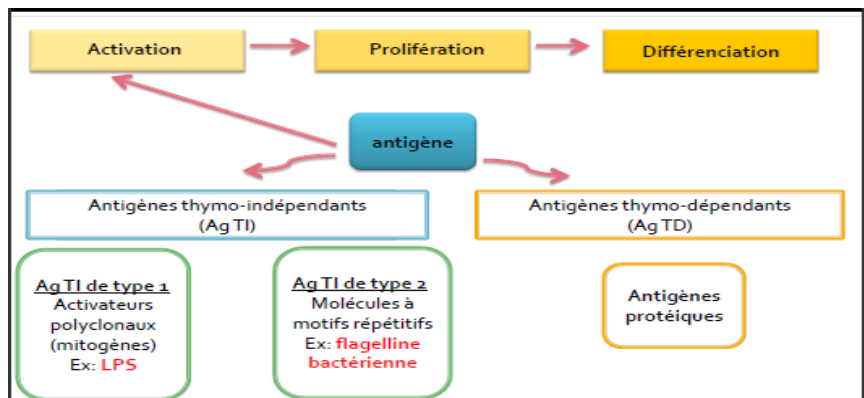 Activation
Prolifération
Différenciation
antigène
Antigènes thymo-indépendants
(Ag TI)
Antigènes thymo-dépendants
(Ag TD)
Ag TI de type 1
Activateurs
polyclonaux
(mitogènes)
Ex: LPS
Ag TI de type 2
Molécules à
motifs répétitifs
Ex: flagelline
bactérienne
Antigènes
protéiques